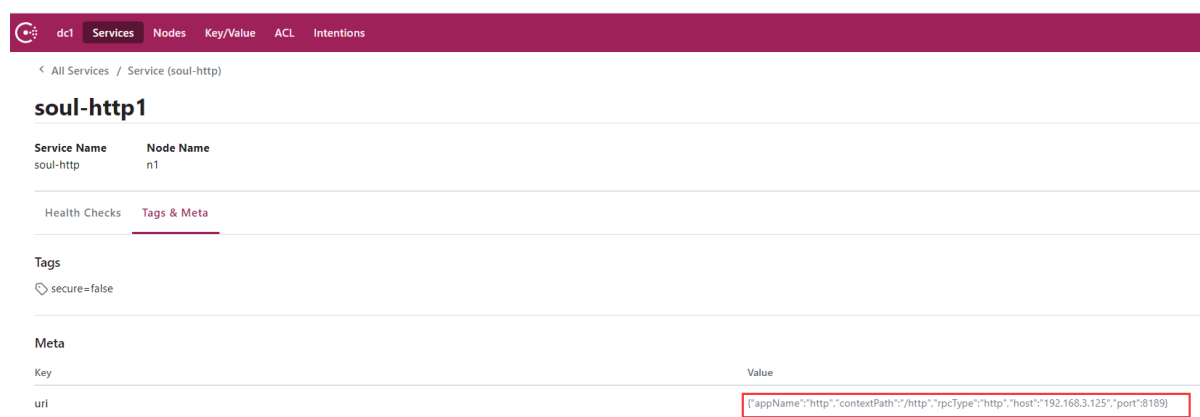 dc1 Services Nodes Key/Value ACL Intentions
< All Services / Service (soul-http)
soul-http1
Service Name Node Name
soul-http n1
Health Checks Tags & Meta
Tags
secure=false
Meta
Key Value
uri {"appName":"http","contextPath":"/http","rpcType":"http","host":"192.168.3.125","port":8189}